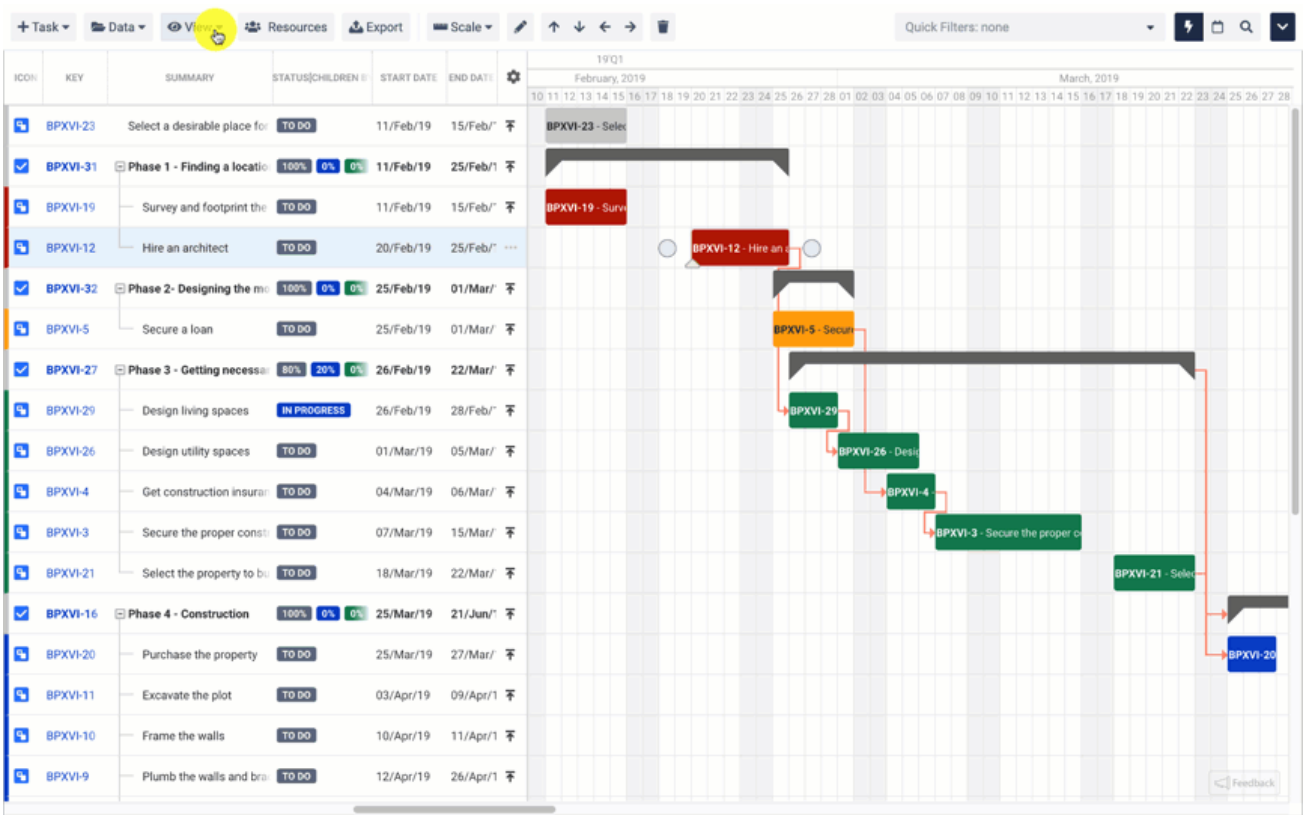 Task Data View Resources Export Scale Quick Filters: none
19'Q1
ICON KEY SUMMARY STATUS|CHILDREN START DATE END DATE February, 2019 March, 2019
10 11 12 13 14 15 16 17 18 19 20 21 22 23 24 25 26 27 28 01 02 03 04 05 06 07 08 09 10 11 12 13 14 15 16 17 18 19 20 21 22 23 24 25 26 27 28
BPXVI-23 Select a desirable place for TO DO 11/Feb/19 15/Feb/ BPXVI-23 - Selec
BPXVI-31 Phase 1 - Finding a locatio 100% 0% 0% 11/Feb/19 25/Feb/1
BPXVI-19 Survey and footprint the TO DO 11/Feb/19 15/Feb/ BPXVI-19 - Surve
BPXVI-12 Hire an architect TO DO 20/Feb/19 25/Feb/ BPXVI-12 - Hire an a
BPXVI-32 Phase 2- Designing the mo 100% 0% 0% 25/Feb/19 01/Mar/
BPXVI-5 Secure a loan TO DO 25/Feb/19 01/Mar/ BPXVI-5 - Secure
BPXVI-27 Phase 3 - Getting necessa 80% 20% 0% 26/Feb/19 22/Mar/
BPXVI-29 Design living spaces IN PROGRESS 26/Feb/19 28/Feb/ BPXVI-29
BPXVI-26 Design utility spaces TO DO 01/Mar/19 05/Mar/ BPXVI-26 - Desig
BPXVI-4 Get construction insuran TO DO 04/Mar/19 06/Mar/ BPXVI-4 -
BPXVI-3 Secure the proper const TO DO 07/Mar/19 15/Mar/ BPXVI-3 - Secure the proper co
BPXVI-21 Select the property to bu TO DO 18/Mar/19 22/Mar/ BPXVI-21 - Selec
BPXVI-16 Phase 4 - Construction 100% 0% 0% 25/Mar/19 21/Jun/
BPXVI-20 Purchase the property TO DO 25/Mar/19 27/Mar/ BPXVI-20
BPXVI-11 Excavate the plot TO DO 03/Apr/19 09/Apr/1
BPXVI-10 Frame the walls TO DO 10/Apr/19 11/Apr/1
BPXVI-9 Plumb the walls and bra TO DO 12/Apr/19 26/Apr/1
Feedback